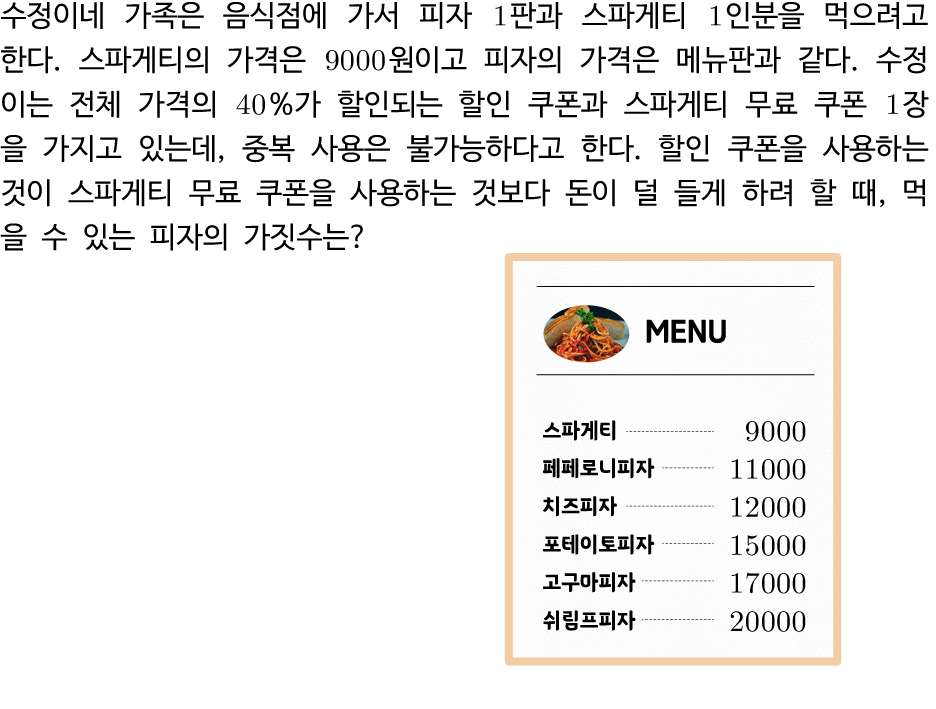 수정이네 가족은 음식점에 가서 피자 1판과 스파게티 1인분을 먹으려고
한다. 스파게티의 가격은 9000원이고 피자의 가격은 메뉴판과 같다. 수정
이는 전체 가격의 40%가 할인되는 할인 쿠폰과 스파게티 무료 쿠폰 1장
을 가지고 있는데, 중복 사용은 불가능하다고 한다. 할인 쿠폰을 사용하는
것이 스파게티 무료 쿠폰을 사용하는 것보다 돈이 덜 들게 하려 할 때, 먹
을 수 있는 피자의 가짓수는?
MENU
스파게티 9000
페페로니피자 11000
치즈피자 12000
포테이토피자 15000
고구마피자 17000
쉬림프피자 20000